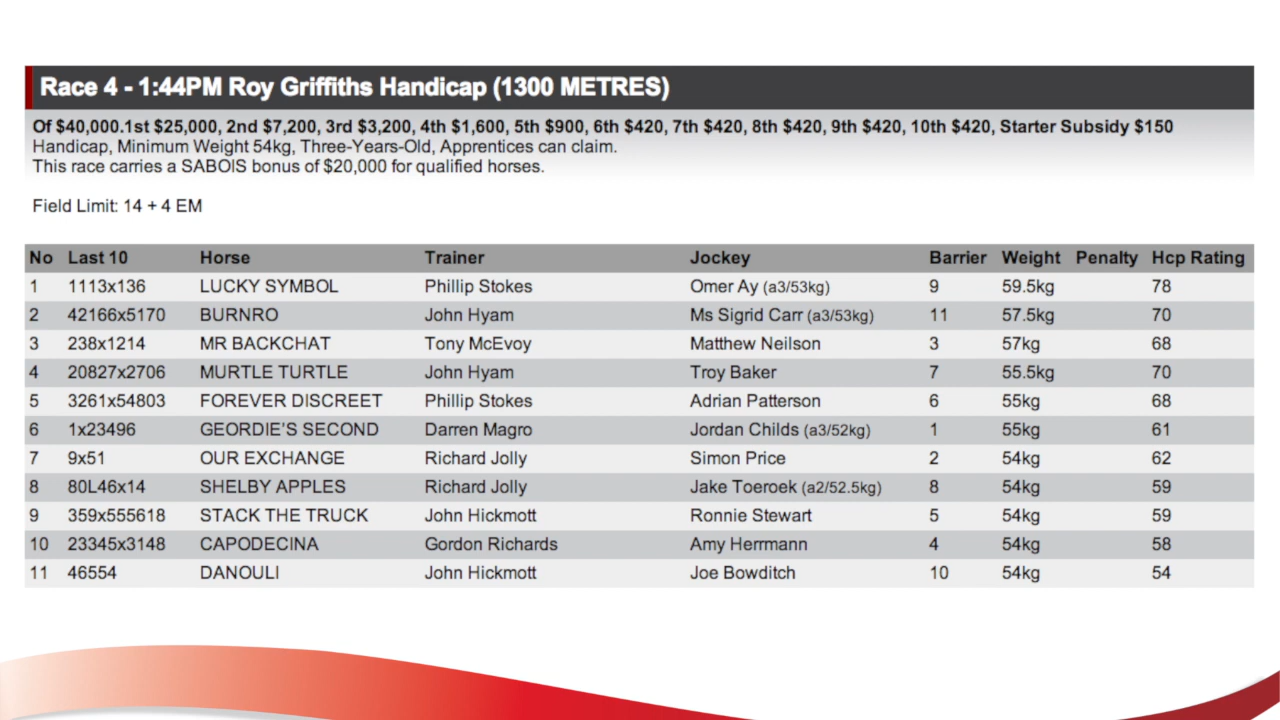 Race 4 - 1:44PM Roy Griffiths Handicap (1300 METRES)
Of $40,000.1st $25,000, 2nd $7,200, 3rd $3,200, 4th $1,600, 5th $900, 6th $420, 7th $420, 8th $420, 9th $420, 10th $420, Starter Subsidy $150
Handicap, Minimum Weight 54kg, Three-Years-Old, Apprentices can claim.
This race carries a SABOIS bonus of $20,000 for qualified horses.
Field Limit: 14 + 4 EM
No Last 10 Horse Trainer Jockey Barrier Weight Penalty Hcp Rating
1 1113x136 LUCKY SYMBOL Phillip Stokes Omer Ay (a3/53kg) 9 59.5kg 78
2 42166x5170 BURNRO John Hyam Ms Sigrid Carr (a3/53kg) 11 57.5kg 70
3 238x1214 MR BACKCHAT Tony McEvoy Matthew Neilson 3 57kg 68
4 20827x2706 MURTLE TURTLE John Hyam Troy Baker 7 55.5kg 70
5 3261x54803 FOREVER DISCREET Phillip Stokes Adrian Patterson 6 55kg 68
6 1x23496 GEORDIE'S SECOND Darren Magro Jordan Childs (a3/52kg) 1 55kg 61
7 9x51 OUR EXCHANGE Richard Jolly Simon Price 2 54kg 62
8 80L46x14 SHELBY APPLES Richard Jolly Jake Toeroek (a2/52.5kg) 8 54kg 59
9 359x555618 STACK THE TRUCK John Hickmott Ronnie Stewart 5 54kg 59
10 23345x3148 CAPODECINA Gordon Richards Amy Herrmann 4 54kg 58
11 46554 DANOULI John Hickmott Joe Bowditch 10 54kg 54